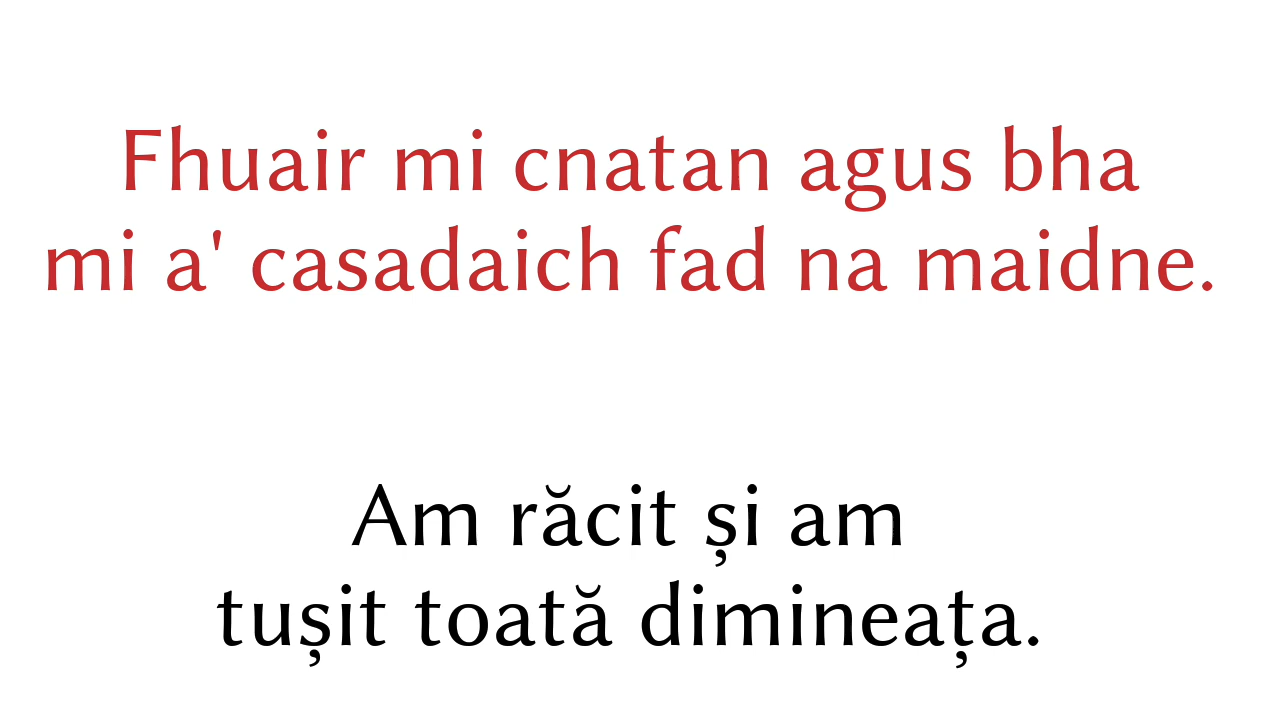 Fhuair mi cnatan agus bha
mi a' casadaich fad na maidne.
Am răcit și am
tușit toată dimineața.